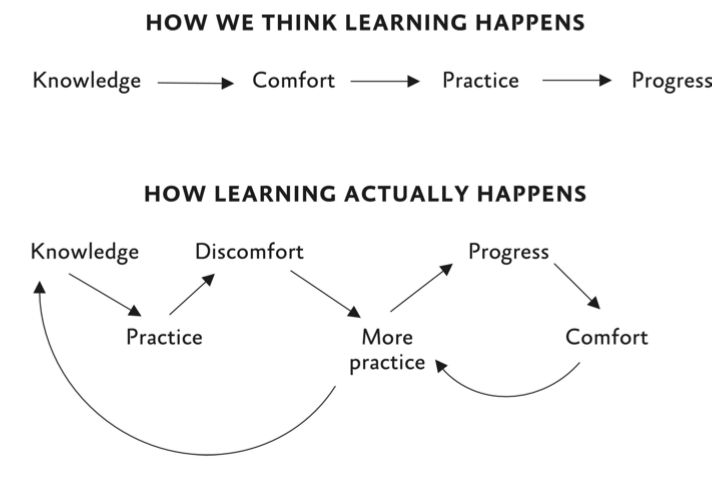 HOW WE THINK LEARNING HAPPENS
Knowledge Comfort Practice Progress
HOW LEARNING ACTUALLY HAPPENS
Knowledge Discomfort Progress
Practice More Comfort
practice